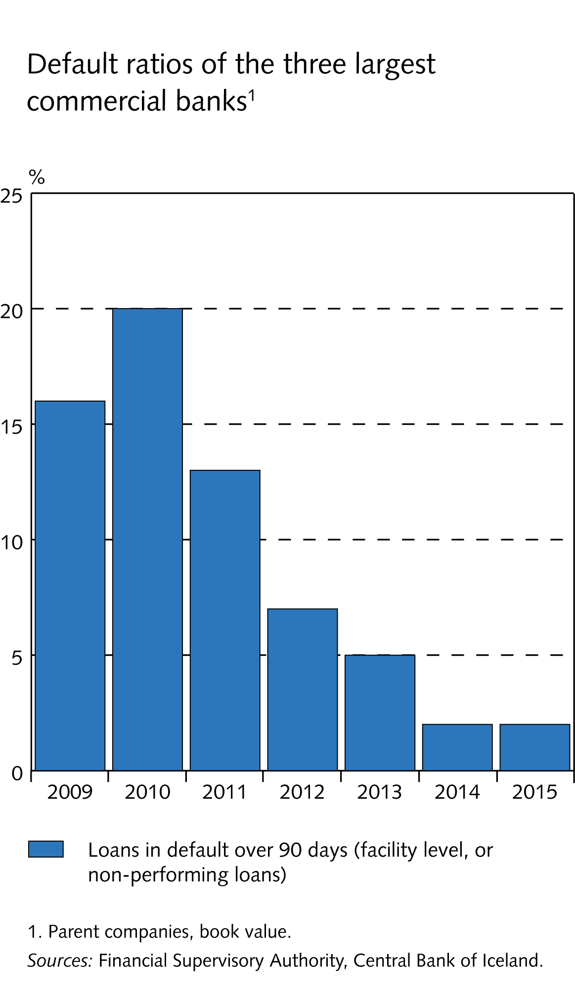 Default ratios of the three largest
commercial banks¹
%
25
20
15
10
5
0
2009 2010 2011 2012 2013 2014 2015
Loans in default over 90 days (facility level, or
non-performing loans)
1. Parent companies, book value.
Sources: Financial Supervisory Authority, Central Bank of Iceland.